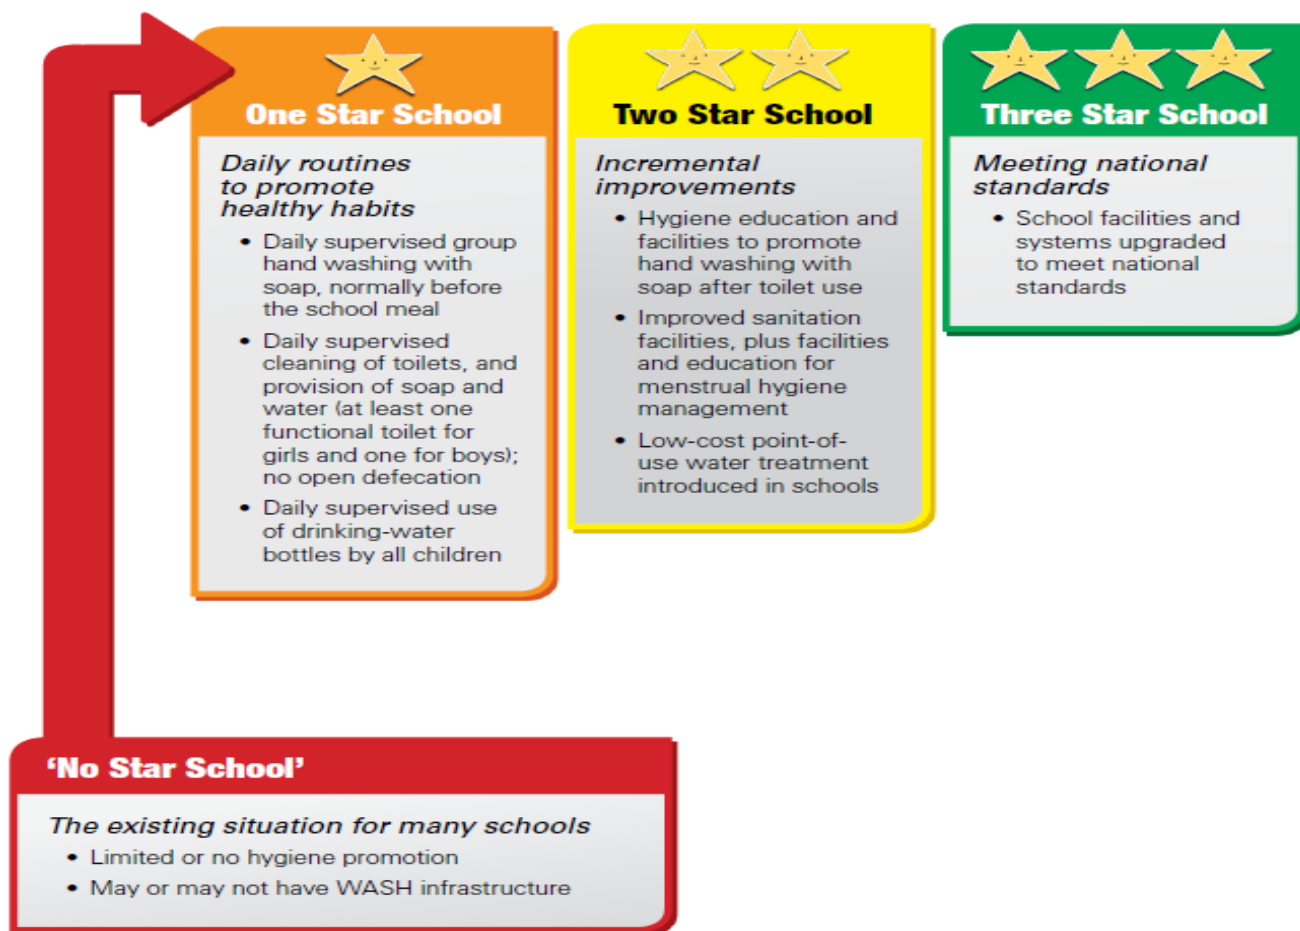 One Star School
Daily routines
to promote
healthy habits
• Daily supervised group
hand washing with
soap, normally before
the school meal
• Daily supervised
cleaning of toilets, and
provision of soap and
water (at least one
functional toilet for
girls and one for boys);
no open defecation
• Daily supervised use
of drinking-water
bottles by all children
Two Star School
Incremental
improvements
• Hygiene education and
facilities to promote
hand washing with
soap after toilet use
• Improved sanitation
facilities, plus facilities
and education for
menstrual hygiene
management
• Low-cost point-of-
use water treatment
introduced in schools
Three Star School
Meeting national
standards
• School facilities and
systems upgraded
to meet national
standards
‘No Star School’
The existing situation for many schools
• Limited or no hygiene promotion
• May or may not have WASH infrastructure